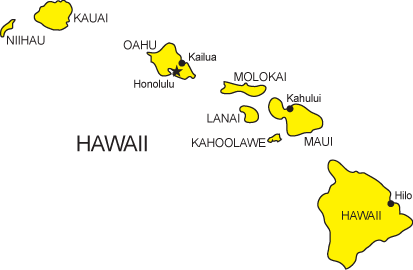 KAUAI
NIIHAU
OAHU
Kailua
Honolulu
MOLOKAI
Kahului
LANAI
KAHOOLAWE
MAUI
HAWAII
Hilo
HAWAII